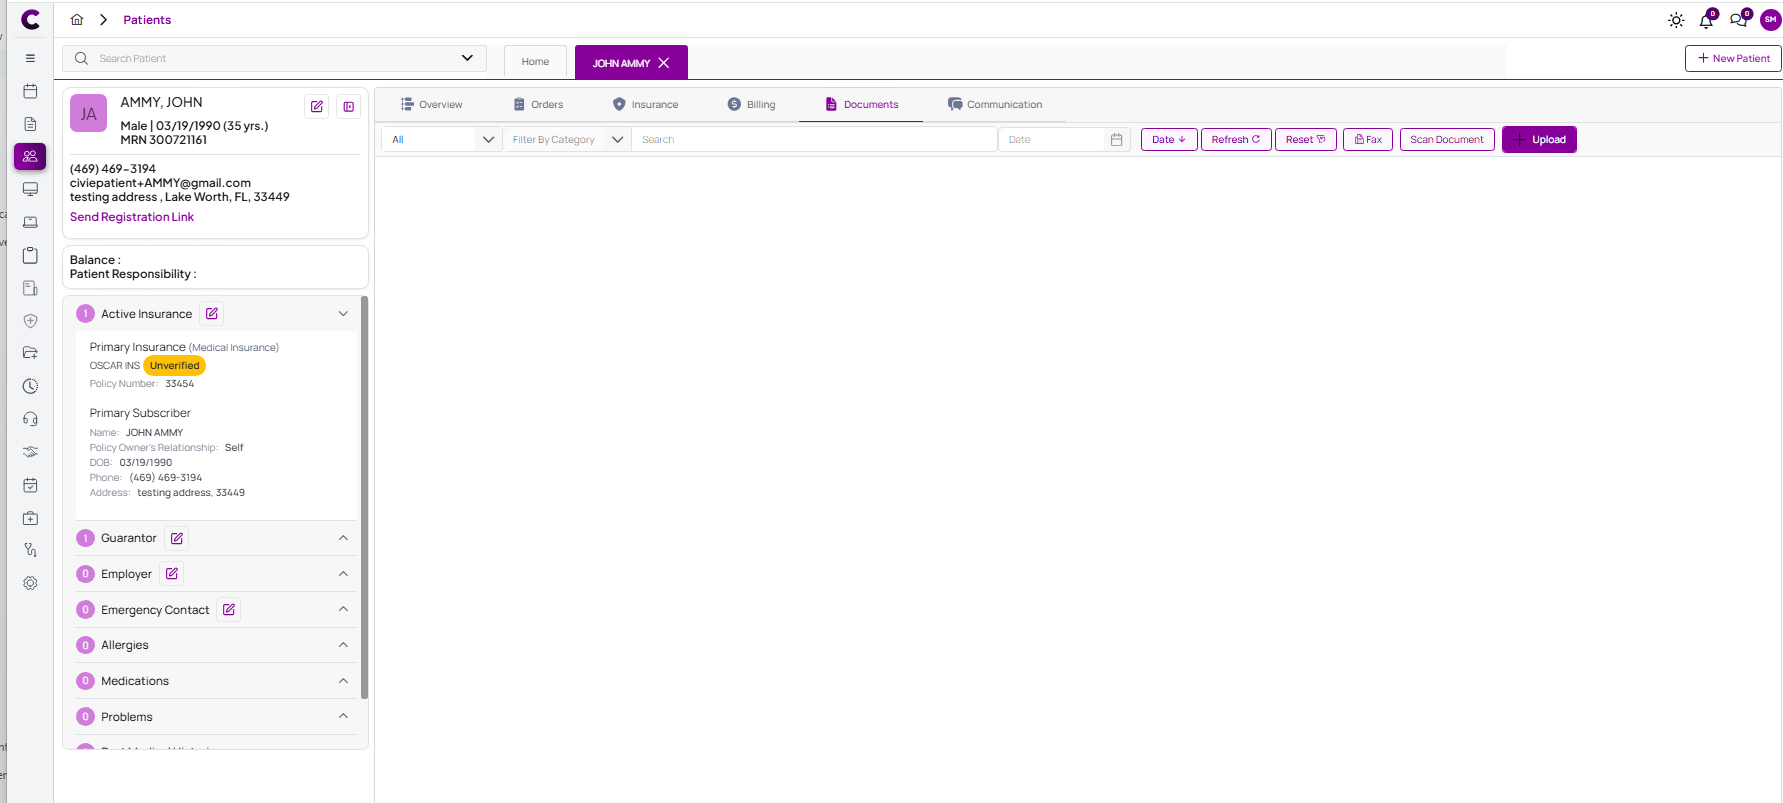 Patients
0
0
SM
Search Patient
Home
JOHN AMMY
New Patient
JA
AMMY, JOHN
Male | 03/19/1990 (35 yrs.)
MRN 300721161
(469) 469-3194
civiepatient+AMMY@gmail.com
testing address , Lake Worth, FL, 33449
Send Registration Link
Balance :
Patient Responsibility :
1 Active Insurance
Primary Insurance (Medical Insurance)
OSCAR INS Unverified
Policy Number: 33454
Primary Subscriber
Name: JOHN AMMY
Policy Owner's Relationship: Self
DOB: 03/19/1990
Phone: (469) 469-3194
Address: testing address, 33449
1 Guarantor
0 Employer
0 Emergency Contact
0 Allergies
0 Medications
0 Problems
Overview
Orders
Insurance
Billing
Documents
Communication
All
Filter By Category
Search
Date
Date
Refresh
Reset
Fax
Scan Document
Upload